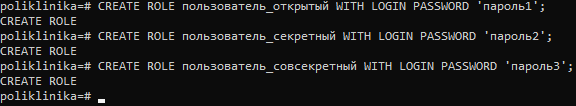 poliklinika=# CREATE ROLE пользователь_открытый WITH LOGIN PASSWORD 'пароль1';
CREATE ROLE
poliklinika=# CREATE ROLE пользователь_секретный WITH LOGIN PASSWORD 'пароль2';
CREATE ROLE
poliklinika=# CREATE ROLE пользователь_совсекретный WITH LOGIN PASSWORD 'пароль3';
CREATE ROLE
poliklinika=#